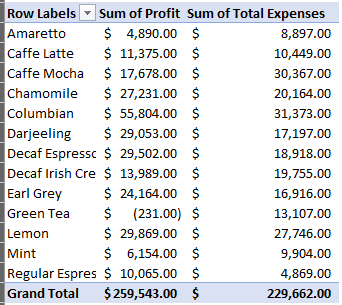 Row Labels Sum of Profit Sum of Total Expenses
Amaretto $ 4,890.00 $ 8,897.00
Caffe Latte $ 11,375.00 $ 10,449.00
Caffe Mocha $ 17,678.00 $ 30,367.00
Chamomile $ 27,231.00 $ 20,164.00
Columbian $ 55,804.00 $ 31,373.00
Darjeeling $ 29,053.00 $ 17,197.00
Decaf Espresso $ 29,502.00 $ 18,918.00
Decaf Irish Cre $ 13,989.00 $ 19,755.00
Earl Grey $ 24,164.00 $ 16,916.00
Green Tea $ (231.00) $ 13,107.00
Lemon $ 29,869.00 $ 27,746.00
Mint $ 6,154.00 $ 9,904.00
Regular Espres $ 10,065.00 $ 4,869.00
Grand Total $ 259,543.00 $ 229,662.00